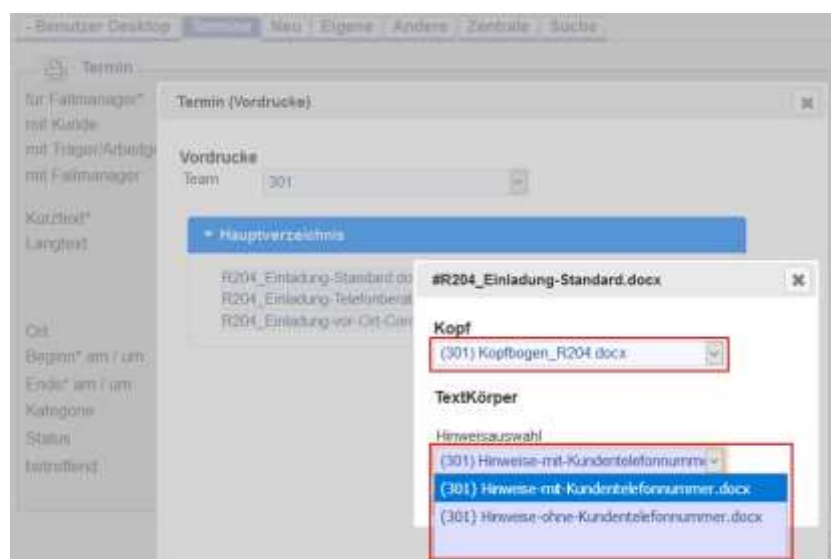 - Benutzer Desktop Termine Neu Eigene Andere Zentrale Suche
Termin
für Fallmanager*
mit Kunde
mit Träger/Arbeitg
mit Fallmanager
Kurztext*
Langtext
Ort
Beginn* am / um
Ende* am / um
Kategorie
Status
betreffend
Termin (Vordrucke)
Vordrucke
Team 301
Hauptverzeichnis
R204_Einladung-Standard.do
R204_Einladung-Telefonberat
R204_Einladung-vor-Ort-Coro
#R204_Einladung-Standard.docx
Kopf
(301) Kopfbogen_R204.docx
TextKörper
Hinweisauswahl
(301) Hinweise-mit-Kundentelefonnumme
(301) Hinweise-mit-Kundentelefonnummer.docx
(301) Hinweise-ohne-Kundentelefonnummer.docx